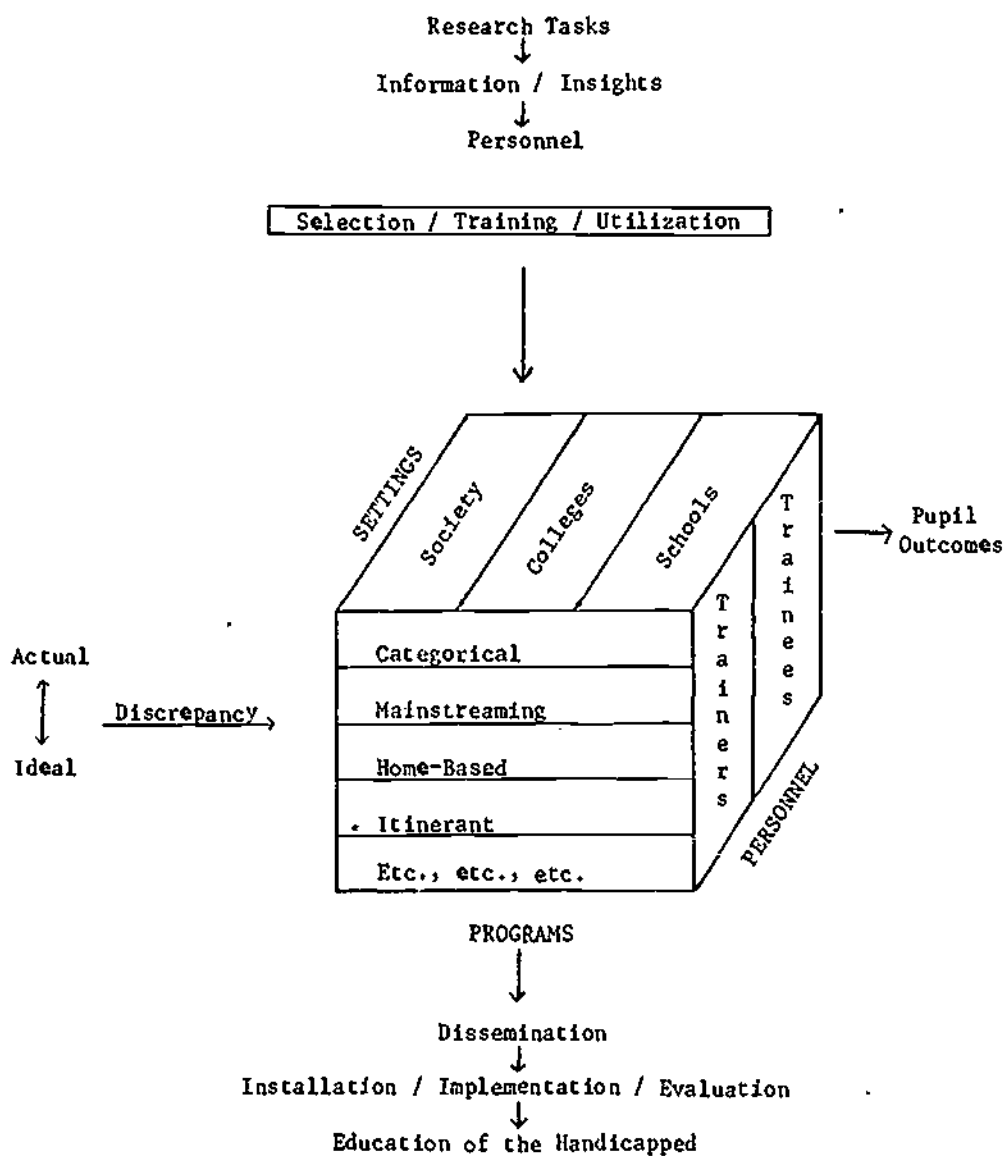 Research Tasks
Information / Insights
Personnel
Selection / Training / Utilization
SETTINGS
Society
Colleges
Schools
Trainers
Trainees
PERSONNEL
Pupil
Outcomes
Actual
Discrepancy
Ideal
Categorical
Mainstreaming
Home-Based
Itinerant
Etc., etc., etc.
PROGRAMS
Dissemination
Installation / Implementation / Evaluation
Education of the Handicapped